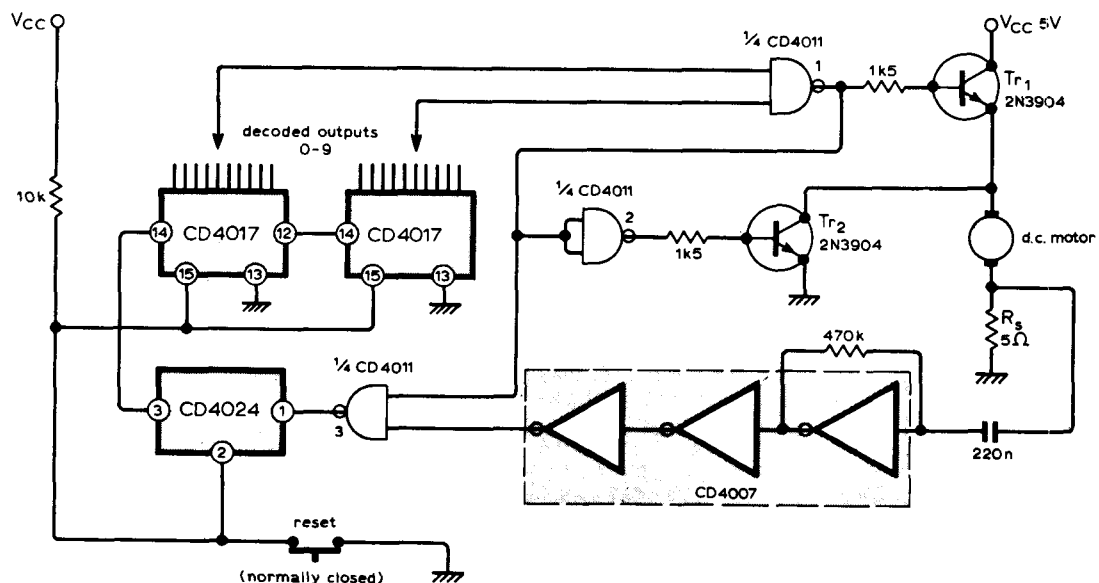 VCC
VCC 5V
¼ CD4011
1
1k5
Tr1
2N3904
decoded outputs
0-9
10k
¼ CD4011
14
CD4017
12
14
CD4017
2
1k5
Tr2
2N3904
d.c. motor
15
13
15
13
Rs
5Ω
470k
¼ CD4011
3
CD4024
1
3
2
220n
CD4007
reset
(normally closed)